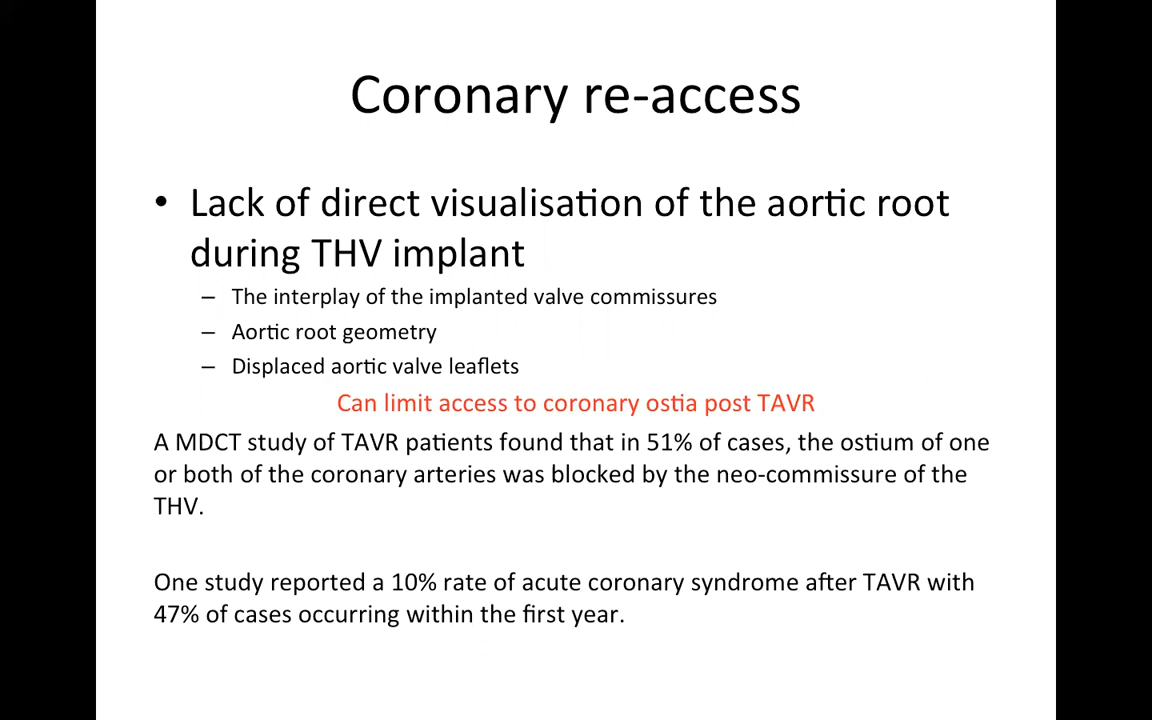 Coronary re-access
• Lack of direct visualisation of the aortic root
during THV implant
– The interplay of the implanted valve commissures
– Aortic root geometry
– Displaced aortic valve leaflets
Can limit access to coronary ostia post TAVR
A MDCT study of TAVR patients found that in 51% of cases, the ostium of one
or both of the coronary arteries was blocked by the neo-commissure of the
THV.
One study reported a 10% rate of acute coronary syndrome after TAVR with
47% of cases occurring within the first year.